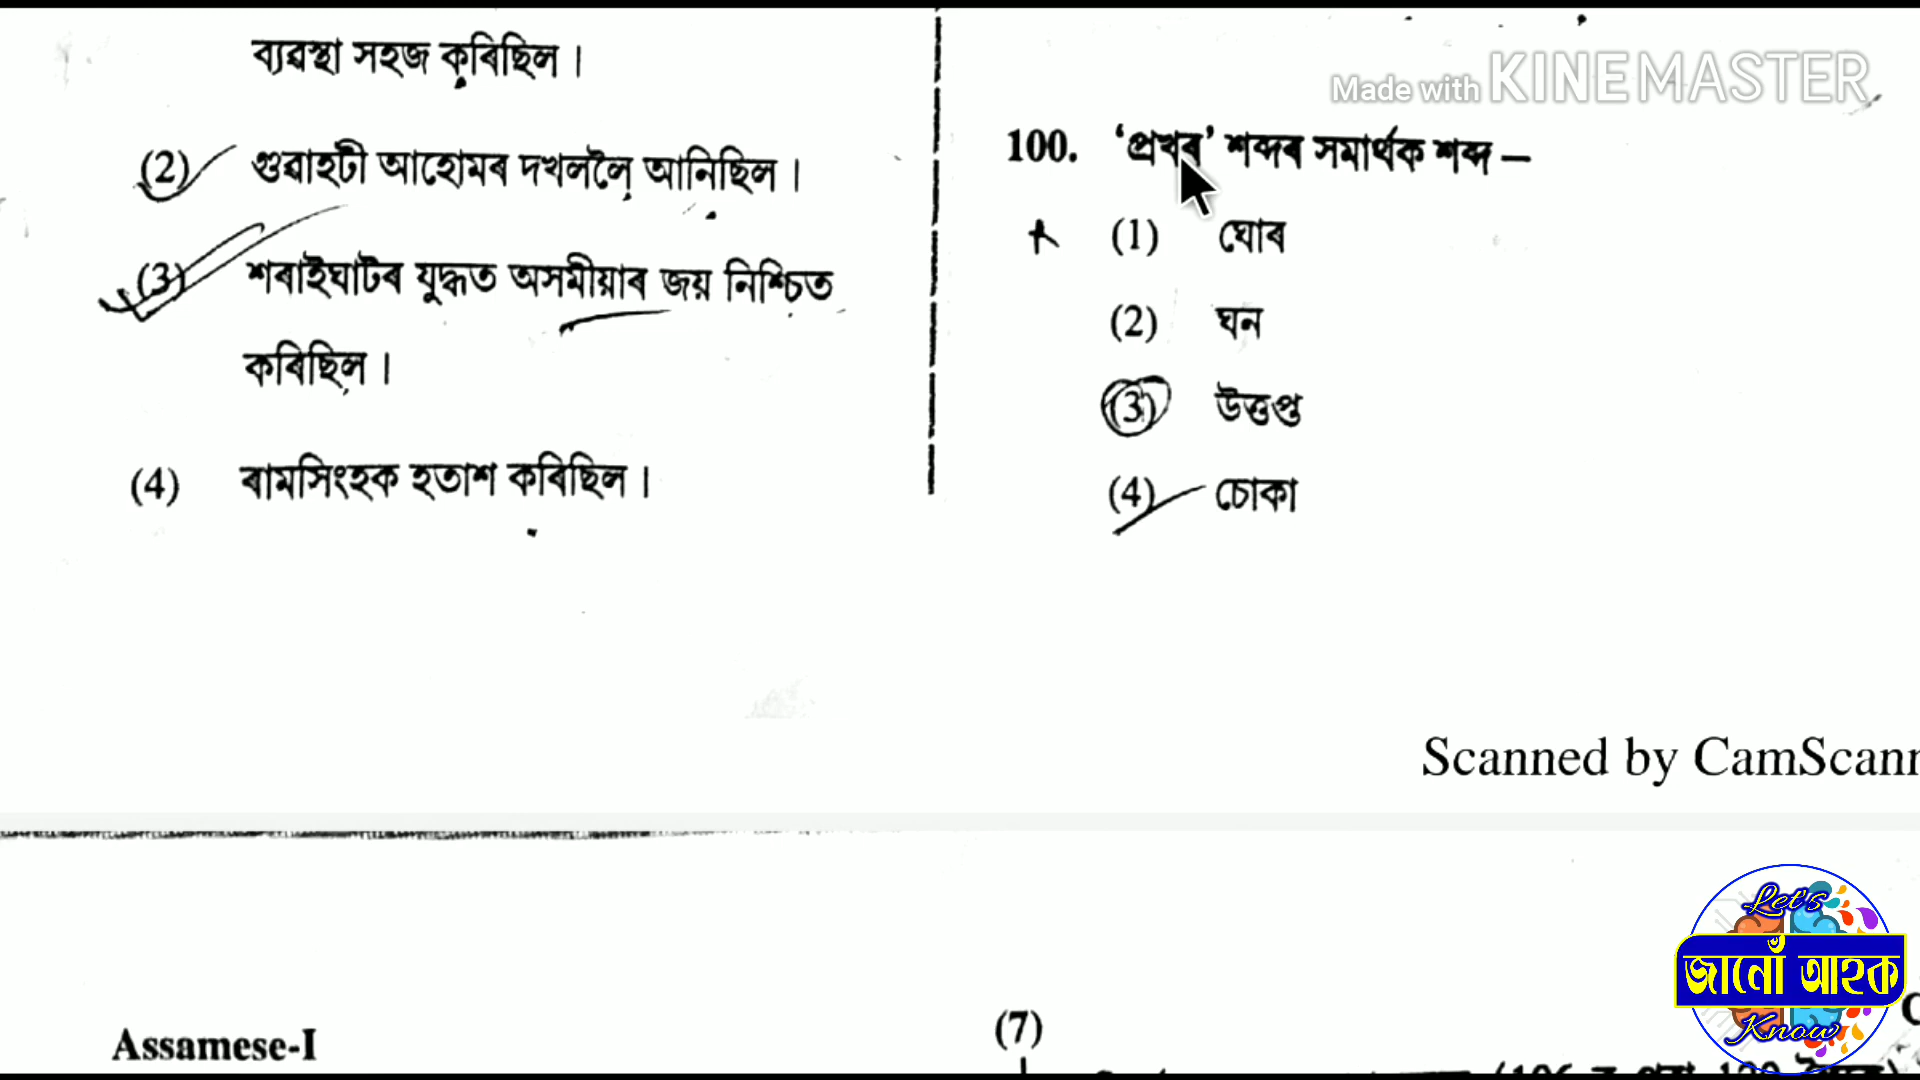 ব্যৱস্থা সহজ কৰিছিল।
(2) গুৱাহটী আহোমৰ দখললৈ আনিছিল।
(3) শৰাইঘাটৰ যুদ্ধত অসমীয়াৰ জয় নিশ্চিত
কৰিছিল।
(4) ৰামসিংহক হতাশ কৰিছিল।
Made with KINEMASTER
100. ‘প্ৰখৰ’ শব্দৰ সমাৰ্থক শব্দ –
(1) ঘোৰ
(2) ঘন
(3) উত্তপ্ত
(4) চোকা
Scanned by CamScann
Let's
জানোঁ আহক
Know
Assamese-I
(7)